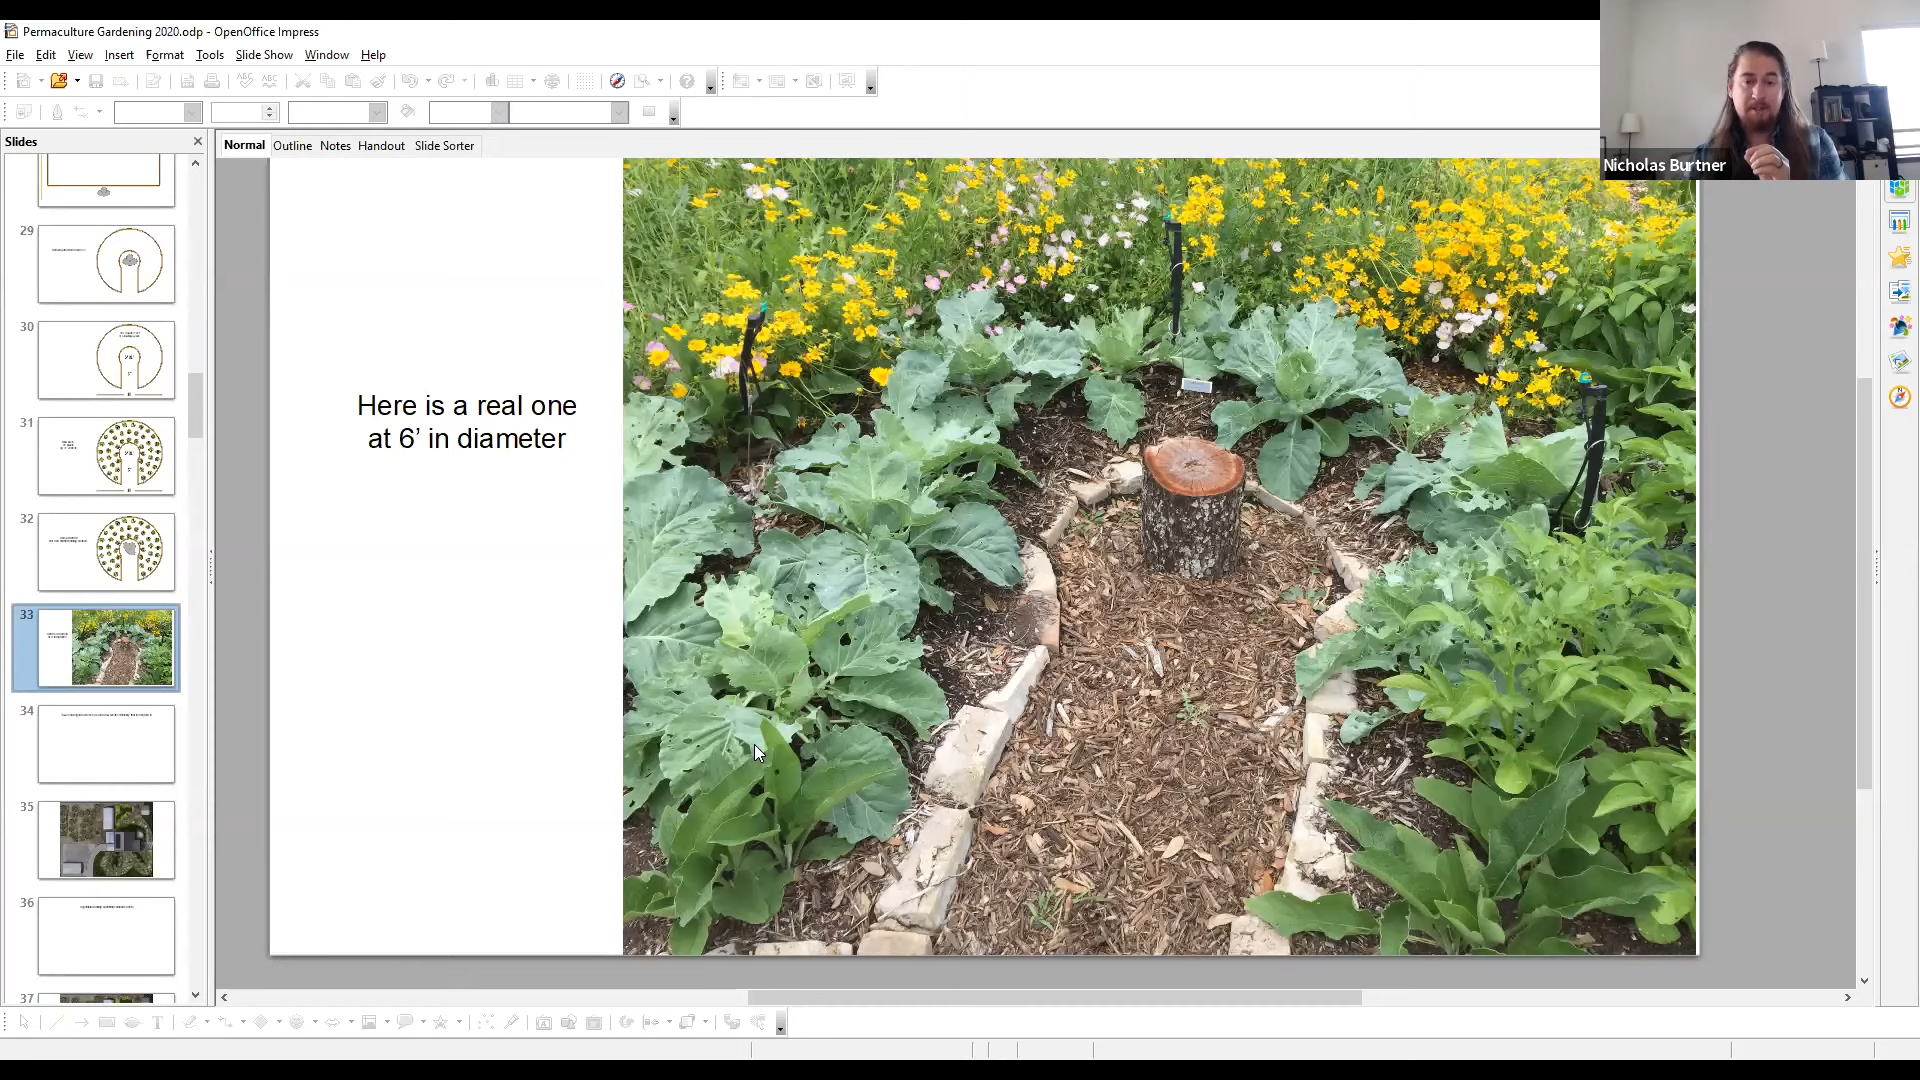 Permaculture Gardening 2020.odp - OpenOffice Impress
File Edit View Insert Format Tools Slide Show Window Help
Nicholas Burtner
Slides
Normal Outline Notes Handout Slide Sorter
29
30
31
32
33
34
35
36
37
Here is a real one
at 6’ in diameter